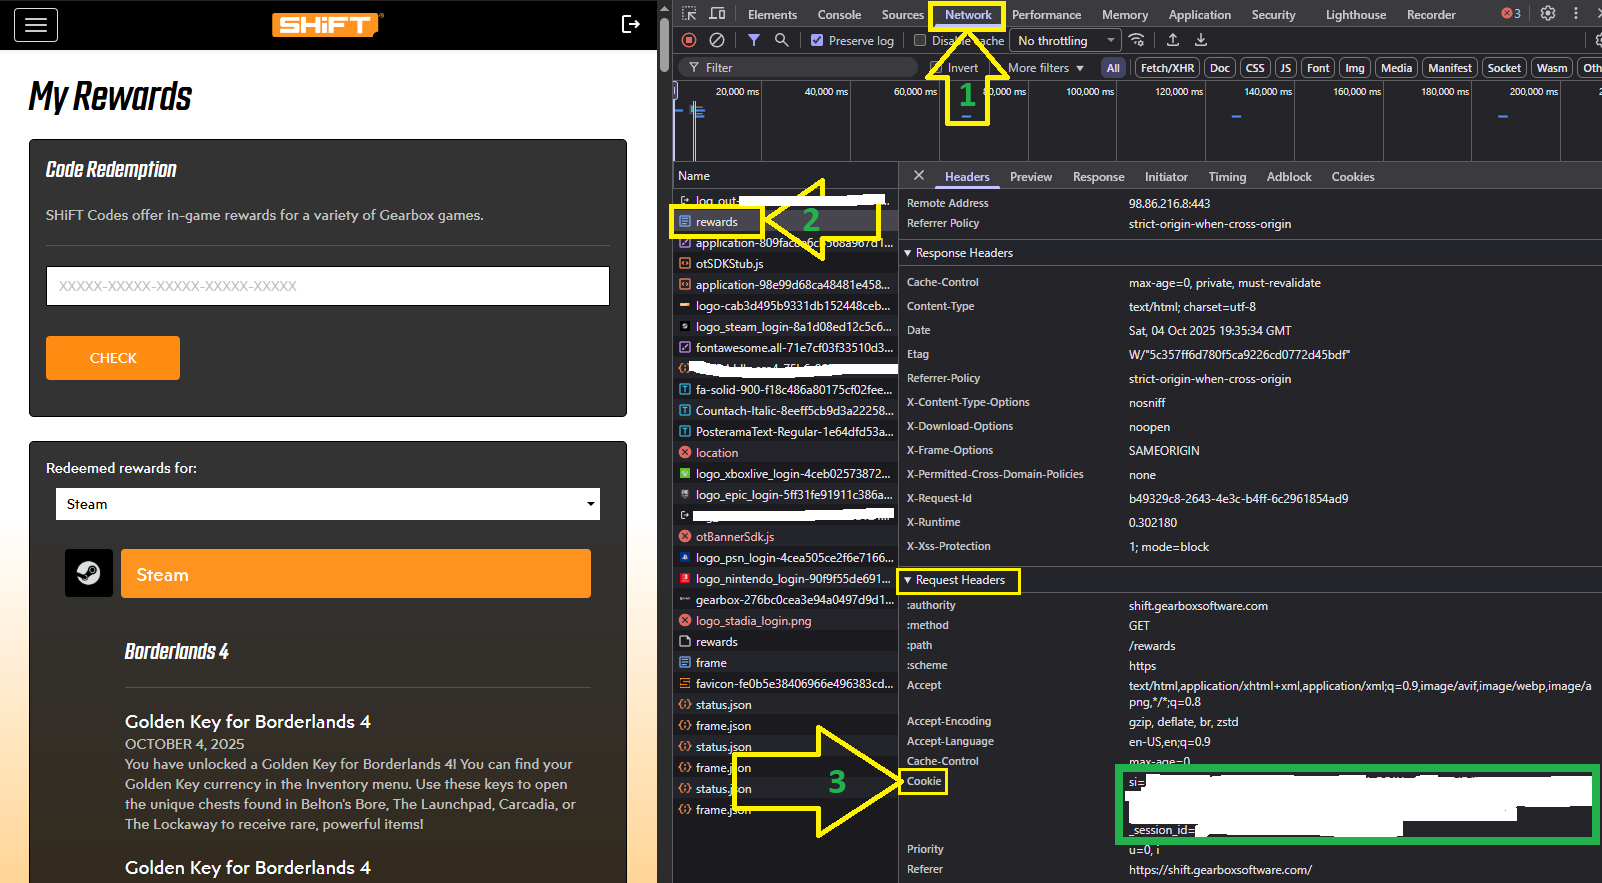 SHiFT
My Rewards
Code Redemption
SHiFT Codes offer in-game rewards for a variety of Gearbox games.
XXXXX-XXXXX-XXXXX-XXXXX-XXXXX
CHECK
Redeemed rewards for:
Steam
Steam
Borderlands 4
Golden Key for Borderlands 4
OCTOBER 4, 2025
You have unlocked a Golden Key for Borderlands 4! You can find your
Golden Key currency in the Inventory menu. Use these keys to open
the unique chests found in Belton's Bore, The Launchpad, Carcadia, or
The Lockaway to receive rare, powerful items!
Golden Key for Borderlands 4
Elements Console Sources Network Performance Memory Application Security Lighthouse Recorder 3
Preserve log Disable cache No throttling
Filter Invert More filters All Fetch/XHR Doc CSS JS Font Img Media Manifest Socket Wasm Oth
20,000 ms 40,000 ms 60,000 ms 80,000 ms 100,000 ms 120,000 ms 140,000 ms 160,000 ms 180,000 ms 200,000 ms
1
Name
log_out-
rewards
2
otSDKStub.js
application-98e99d68ca48481e458...
logo-cab3d495b9331db152448ceb...
logo_steam_login-8a1d08ed12c5c6...
fontawesome.all-71e7cf03f33510d3...
fa-solid-900-f18c486a80175cf02fee...
Countach-Italic-8eeff5cb9d3a22258...
PosteramaText-Regular-1e64dfd53a...
location
logo_xboxlive_login-4ceb02573872...
logo_epic_login-5ff31fe91911c386a...
otBannerSdk.js
logo_psn_login-4cea505ce2f6e7166...
logo_nintendo_login-90f9f55de691...
gearbox-276bc0cea3e94a0497d9d1...
logo_stadia_login.png
rewards
frame
favicon-fe0b5e38406966e496383cd...
status.json
frame.json
status.json
frame.json
status.json
frame.json
3
Headers Preview Response Initiator Timing Adblock Cookies
Remote Address 98.86.216.8:443
Referrer Policy strict-origin-when-cross-origin
Response Headers
Cache-Control max-age=0, private, must-revalidate
Content-Type text/html; charset=utf-8
Date Sat, 04 Oct 2025 19:35:34 GMT
Etag W/"5c357ff6d780f5ca9226cd0772d45bdf"
Referrer-Policy strict-origin-when-cross-origin
X-Content-Type-Options nosniff
X-Download-Options noopen
X-Frame-Options SAMEORIGIN
X-Permitted-Cross-Domain-Policies none
X-Request-Id b49329c8-2643-4e3c-b4ff-6c2961854ad9
X-Runtime 0.302180
X-Xss-Protection 1; mode=block
Request Headers
:authority shift.gearboxsoftware.com
:method GET
:path /rewards
:scheme https
Accept text/html,application/xhtml+xml,application/xml;q=0.9,image/avif,image/webp,image/a
png,*/*;q=0.8
Accept-Encoding gzip, deflate, br, zstd
Accept-Language en-US,en;q=0.9
Cache-Control max-age=0
Cookie si=
_session_id=
Priority u=0, i
Referer https://shift.gearboxsoftware.com/